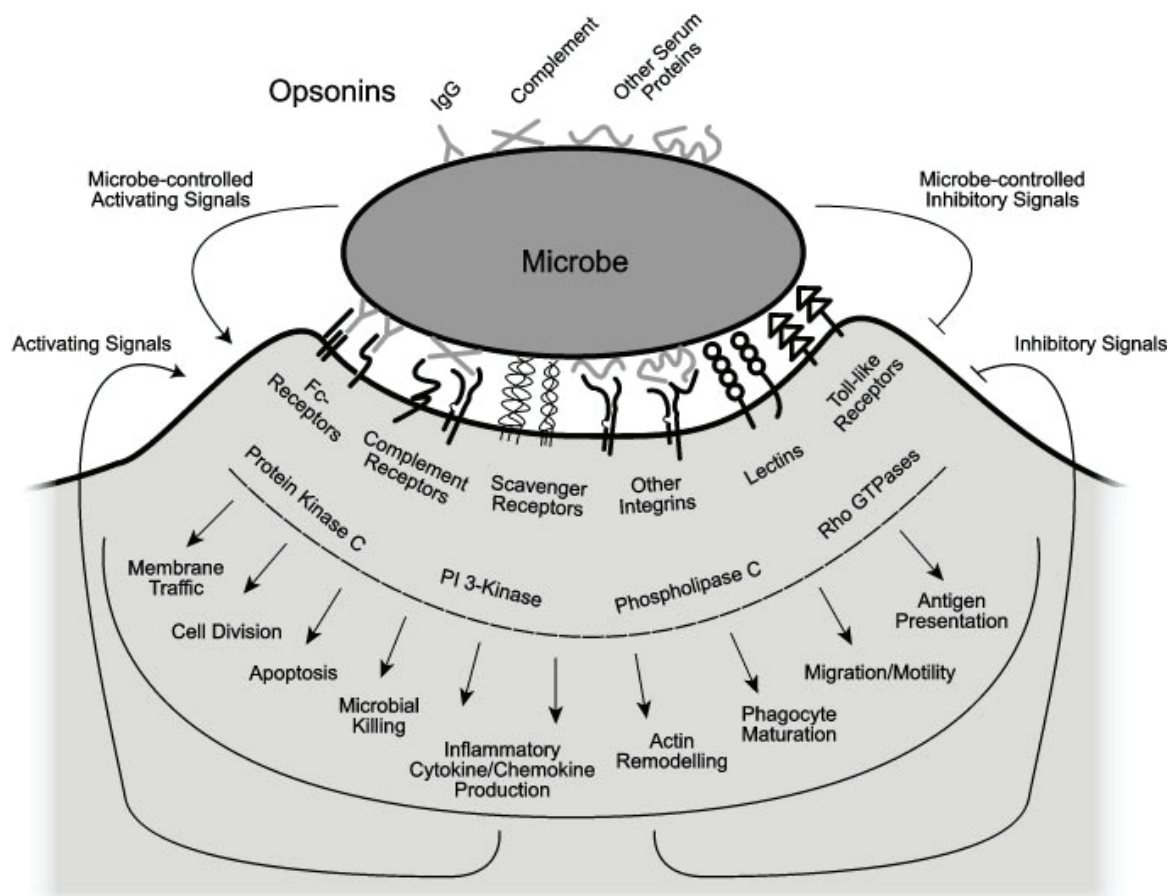 Opsonins
IgG
Complement
Other Serum
Proteins
Microbe-controlled
Activating Signals
Microbe-controlled
Inhibitory Signals
Microbe
Activating Signals
Inhibitory Signals
Fc-
Receptors
Complement
Receptors
Scavenger
Receptors
Other
Integrins
Lectins
Toll-like
Receptors
Protein Kinase C
PI 3-Kinase
Phospholipase C
Rho GTPases
Membrane
Traffic
Cell Division
Apoptosis
Microbial
Killing
Inflammatory
Cytokine/Chemokine
Production
Actin
Remodelling
Phagocyte
Maturation
Migration/Motility
Antigen
Presentation